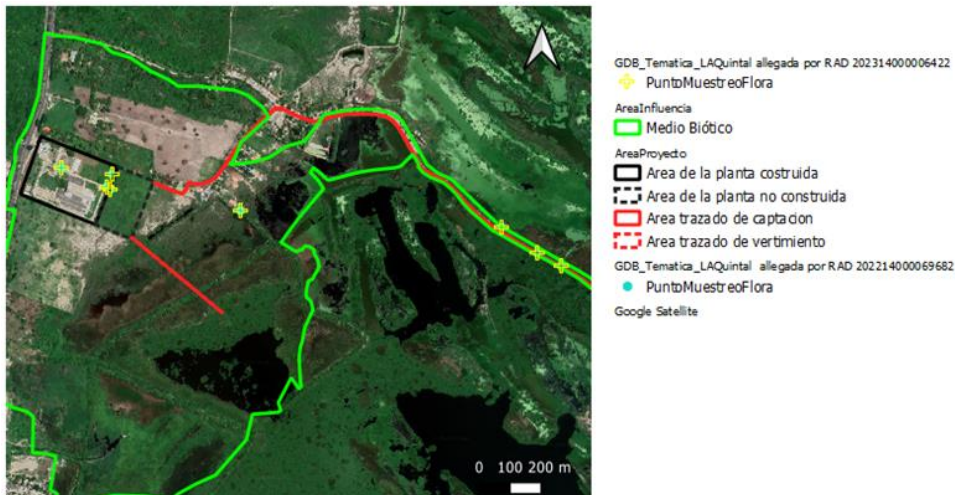 GDB_Tematica_LAQuintal allegada por RAD 202314000006422
PuntoMuestreoFlora
AreaInfluencia
Medio Biótico
AreaProyecto
Area de la planta costruida
Area de la planta no construida
Area trazado de captacion
Area trazado de vertimiento
GDB_Tematica_LAQuintal allegada por RAD 202214000069682
PuntoMuestreoFlora
Google Satellite
0 100 200 m